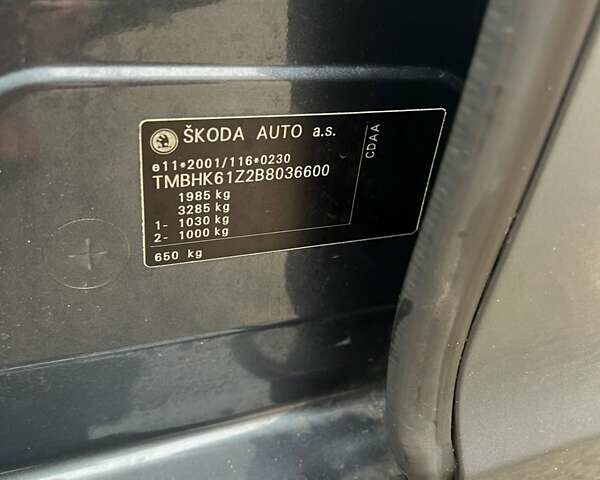 ŠKODA AUTO a.s.
e11*2001/116*0230
TMBHK61Z2B8036600
1985 kg
3285 kg
1- 1030 kg
2- 1000 kg
650 kg
CDAA